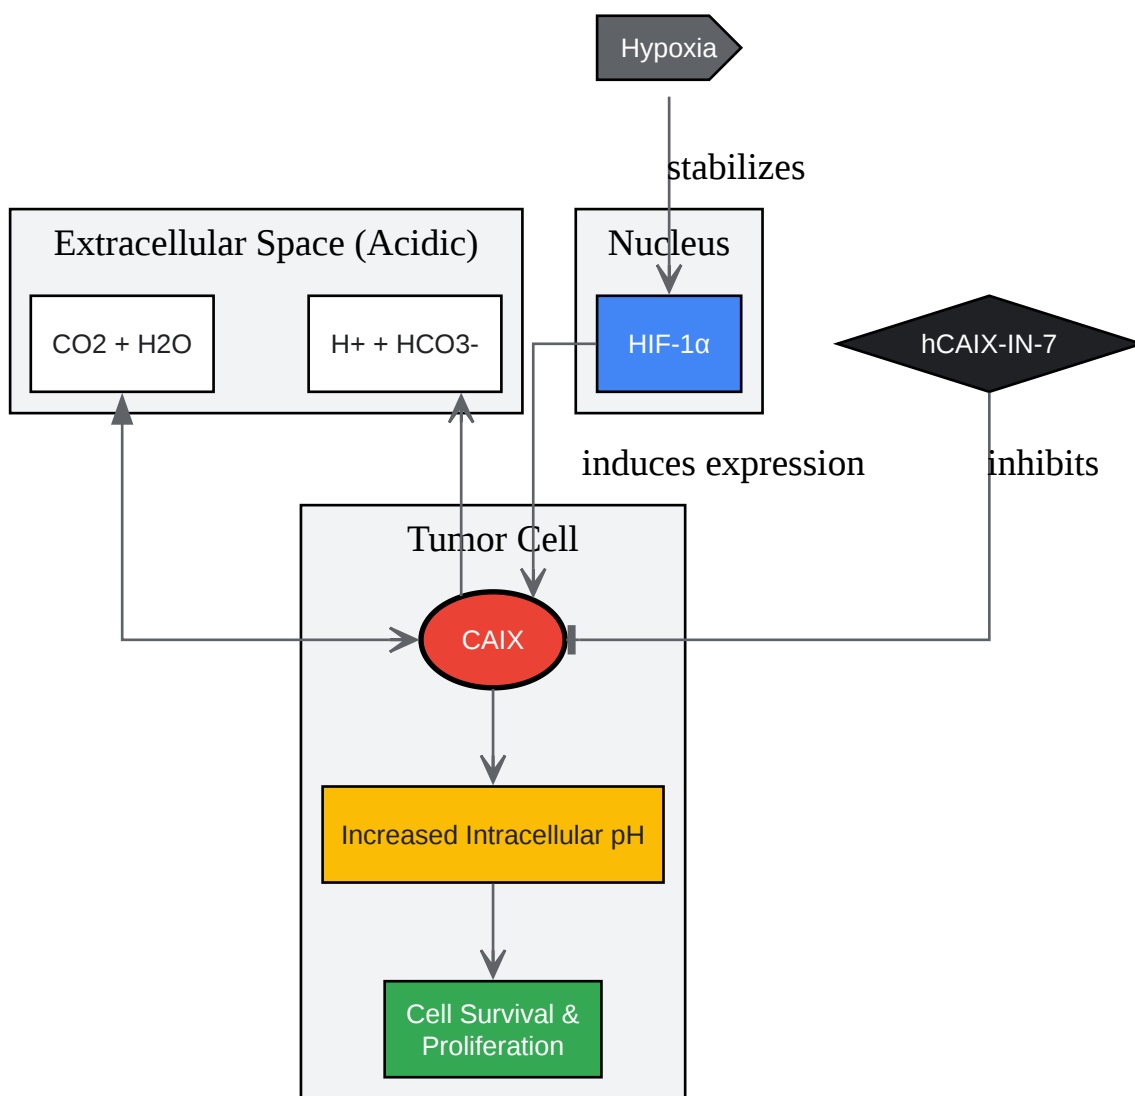 Hypoxia
stabilizes
Extracellular Space (Acidic)
Nucleus
CO2 + H2O
H+ + HCO3-
HIF-1α
hCAIX-IN-7
induces expression
inhibits
Tumor Cell
CAIX
Increased Intracellular pH
Cell Survival &
Proliferation